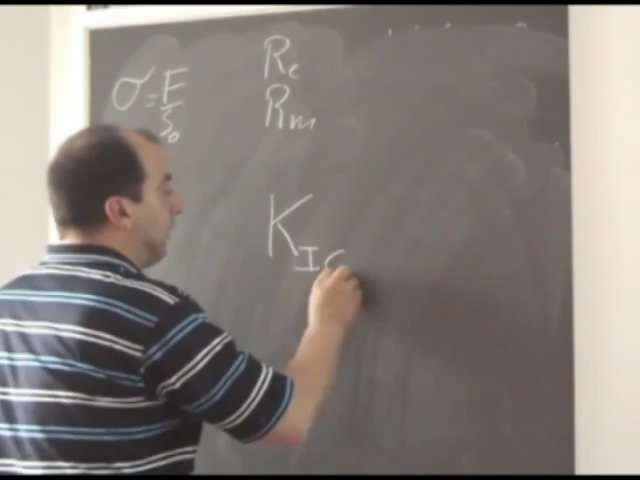 σ = F/S₀
Re
Rm
K_IC